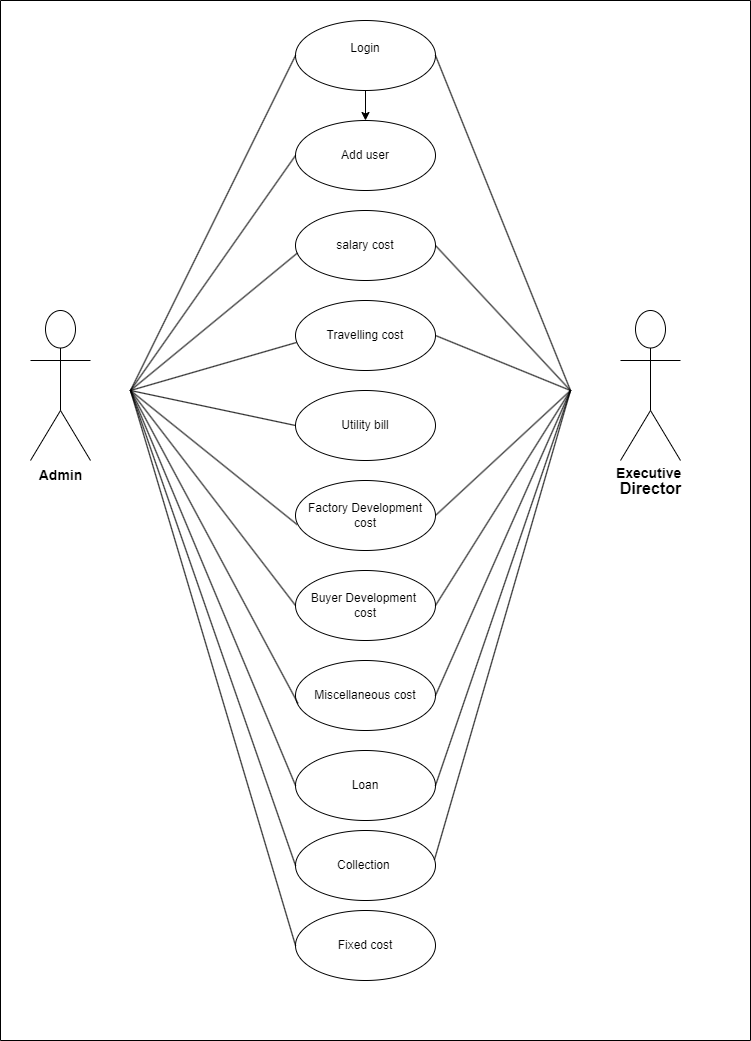 Login
Add user
salary cost
Travelling cost
Utility bill
Admin
Executive
Director
Factory Development
cost
Buyer Development
cost
Miscellaneous cost
Loan
Collection
Fixed cost